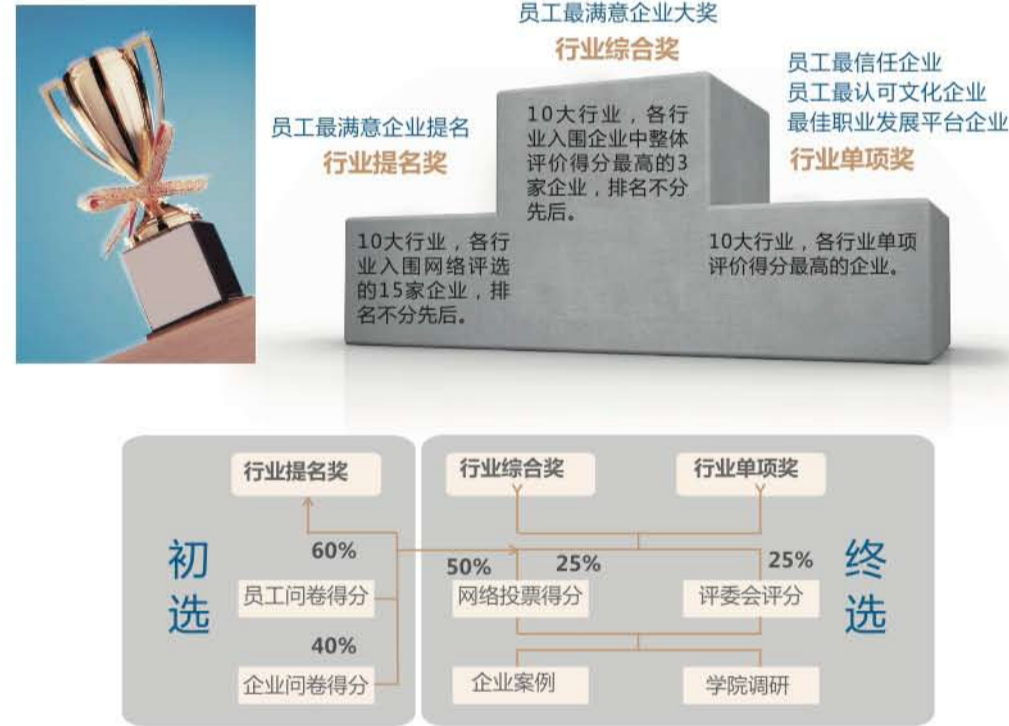 员工最满意企业大奖
行业综合奖
员工最信任企业
员工最认可文化企业
最佳职业发展平台企业
行业单项奖
员工最满意企业提名
行业提名奖
10大行业，各行
业入围企业中整体
评价得分最高的3
家企业，排名不分
先后。
10大行业，各行
业入围网络评选
的15家企业，排
名不分先后。
10大行业，各行业单项
评价得分最高的企业。
初选
行业提名奖
60%
员工问卷得分
40%
企业问卷得分
行业综合奖
行业单项奖
50%
25%
25%
网络投票得分
评委会评分
企业案例
学院调研
终选